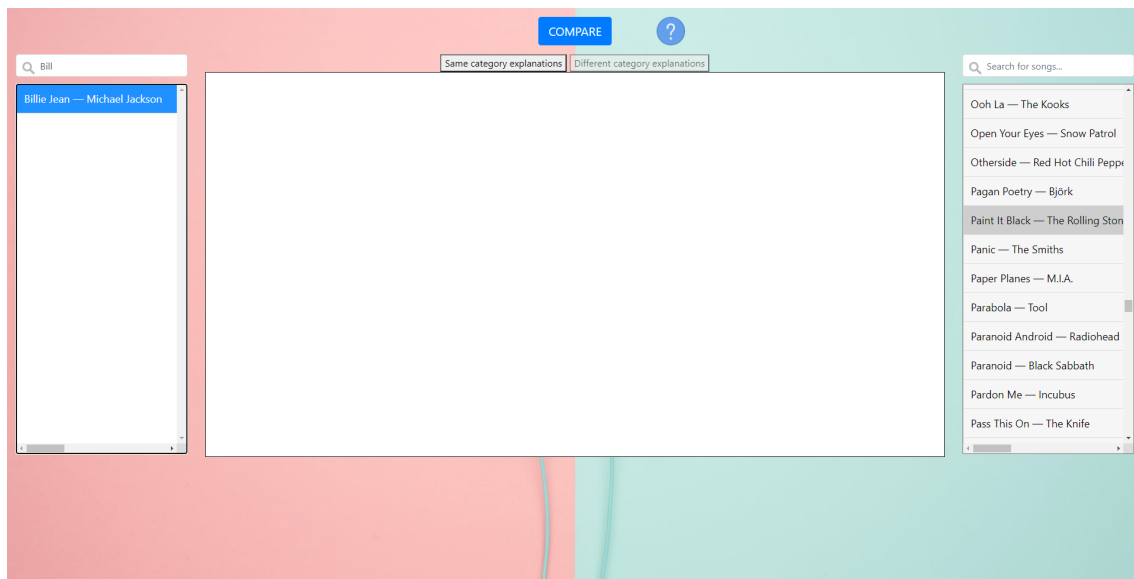 COMPARE
?
Bill
Same category explanations
Different category explanations
Search for songs...
Billie Jean — Michael Jackson
Ooh La — The Kooks
Open Your Eyes — Snow Patrol
Otherside — Red Hot Chili Peppe
Pagan Poetry — Björk
Paint It Black — The Rolling Ston
Panic — The Smiths
Paper Planes — M.I.A.
Parabola — Tool
Paranoid Android — Radiohead
Paranoid — Black Sabbath
Pardon Me — Incubus
Pass This On — The Knife